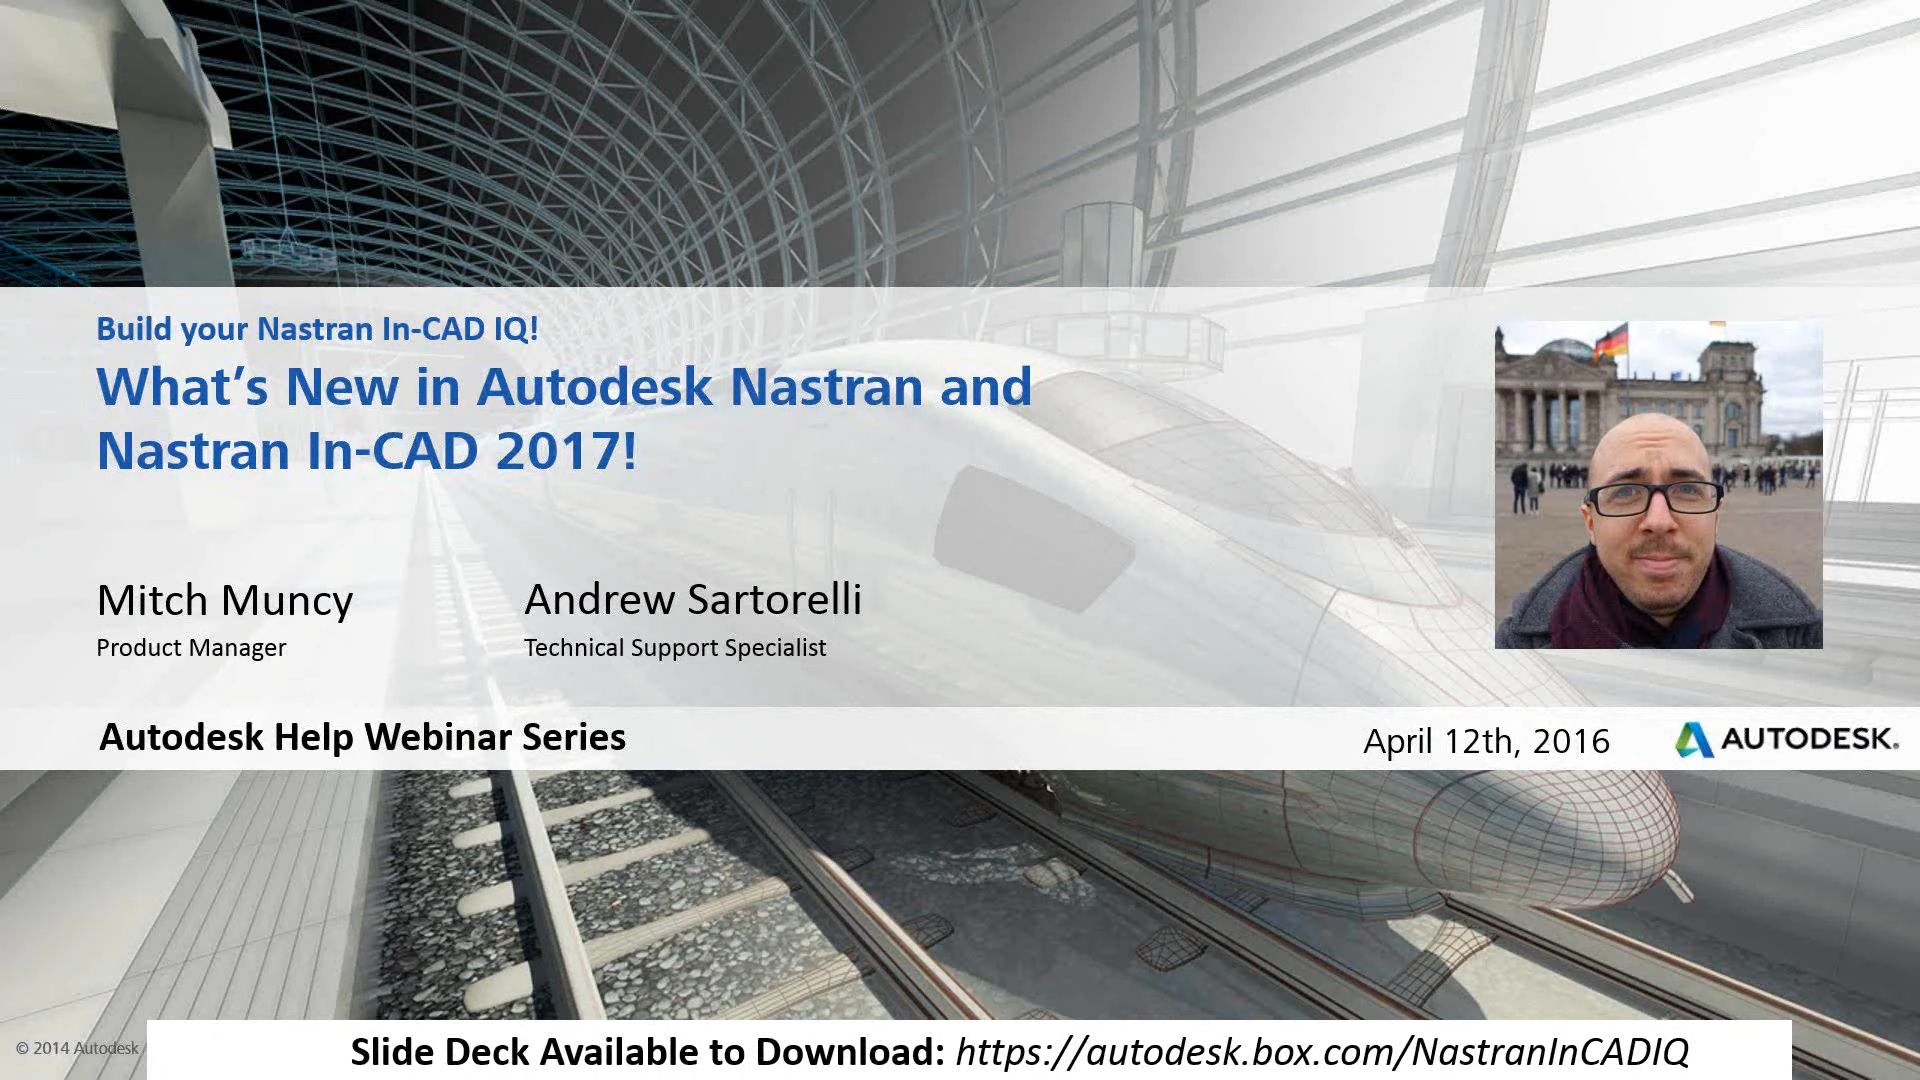 Build your Nastran In-CAD IQ!
What's New in Autodesk Nastran and
Nastran In-CAD 2017!
Mitch Muncy
Product Manager
Andrew Sartorelli
Technical Support Specialist
Autodesk Help Webinar Series
April 12th, 2016
AUTODESK®
© 2014 Autodesk
Slide Deck Available to Download: https://autodesk.box.com/NastranInCADIQ